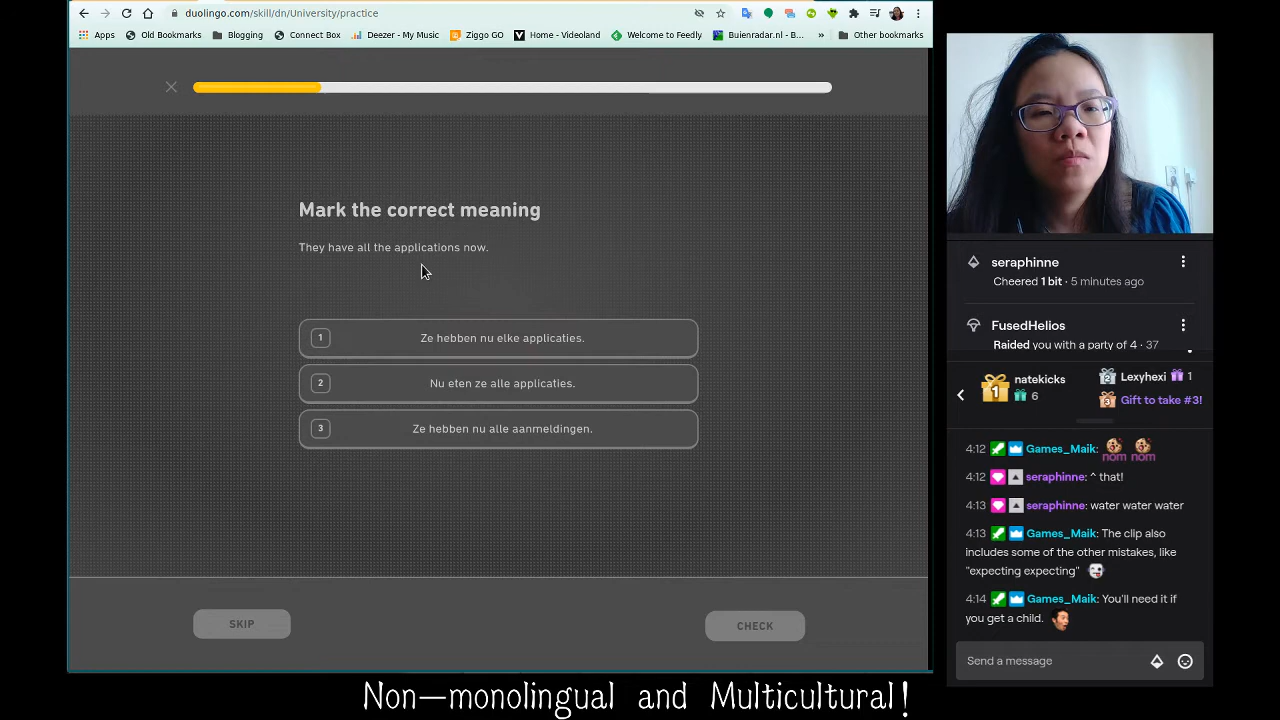 duolingo.com/skill/dn/University/practice
Apps Old Bookmarks Blogging Connect Box Deezer - My Music Ziggo GO Home - Videoland Welcome to Feedly Buienradar.nl - B... » Other bookmarks
Mark the correct meaning
They have all the applications now.
1 Ze hebben nu elke applicaties.
2 Nu eten ze alle applicaties.
3 Ze hebben nu alle aanmeldingen.
SKIP
CHECK
seraphinne
Cheered 1 bit · 5 minutes ago
FusedHelios
Raided you with a party of 4 · 37
1 natekicks
6
2 Lexyhexi 1
3 Gift to take #3!
4:12 Games_Maik: nom nom
4:12 seraphinne: ^ that!
4:13 seraphinne: water water water
4:13 Games_Maik: The clip also
includes some of the other mistakes, like
"expecting expecting"
4:14 Games_Maik: You'll need it if
you get a child.
Send a message
Non-monolingual and Multicultural!